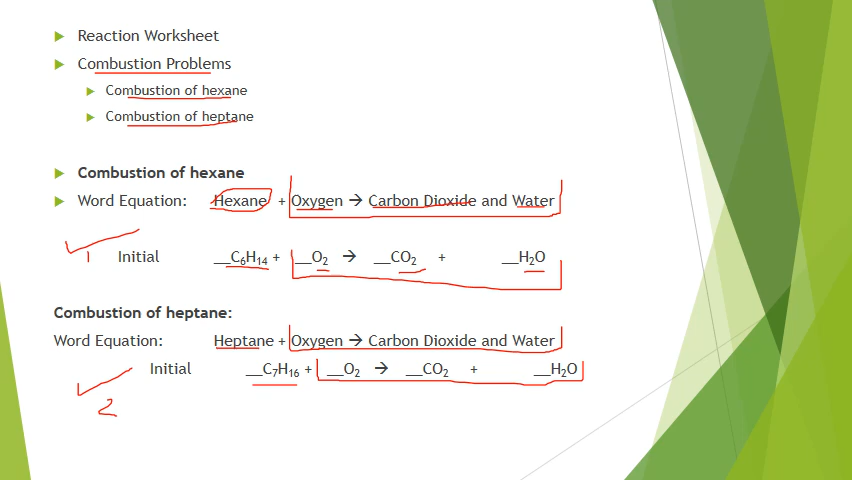 Reaction Worksheet
Combustion Problems
Combustion of hexane
Combustion of heptane
Combustion of hexane
Word Equation: Hexane + Oxygen → Carbon Dioxide and Water
1 Initial __C₆H₁₄ + __O₂ → __CO₂ + __H₂O
Combustion of heptane:
Word Equation: Heptane + Oxygen → Carbon Dioxide and Water
Initial __C₇H₁₆ + __O₂ → __CO₂ + __H₂O
2